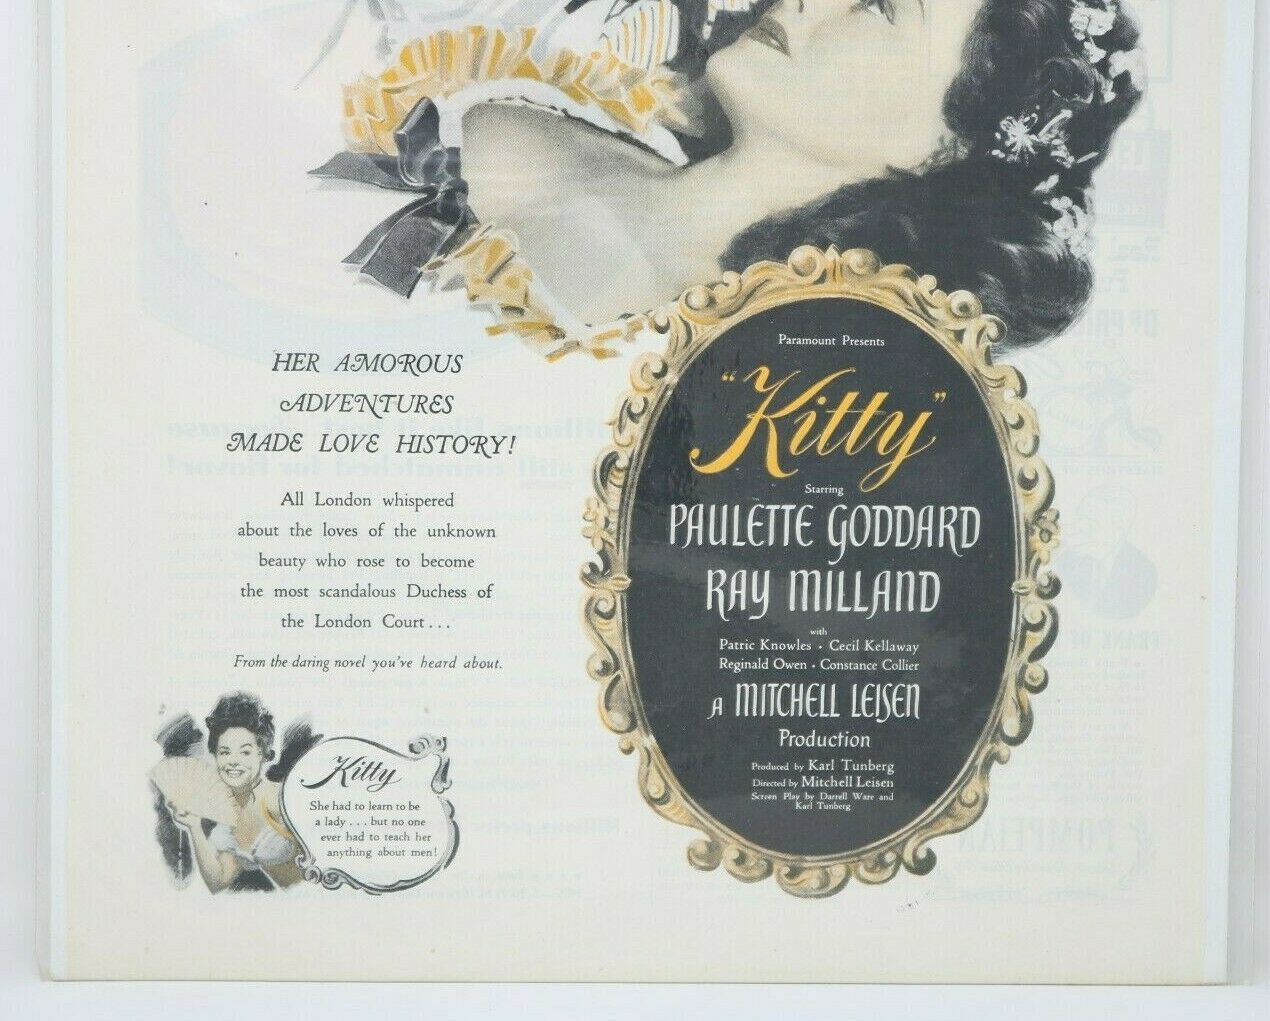 HER AMOROUS
ADVENTURES
MADE LOVE HISTORY!
All London whispered
about the loves of the unknown
beauty who rose to become
the most scandalous Duchess of
the London Court...
From the daring novel you've heard about.
Kitty
She had to learn to be
a lady... but no one
ever had to teach her
anything about men!
Paramount Presents
"Kitty"
Starring
PAULETTE GODDARD
RAY MILLAND
with
Patric Knowles • Cecil Kellaway
Reginald Owen • Constance Collier
A MITCHELL LEISEN
Production
Produced by Karl Tunberg
Directed by Mitchell Leisen
Screen Play by Darrell Ware and
Karl Tunberg